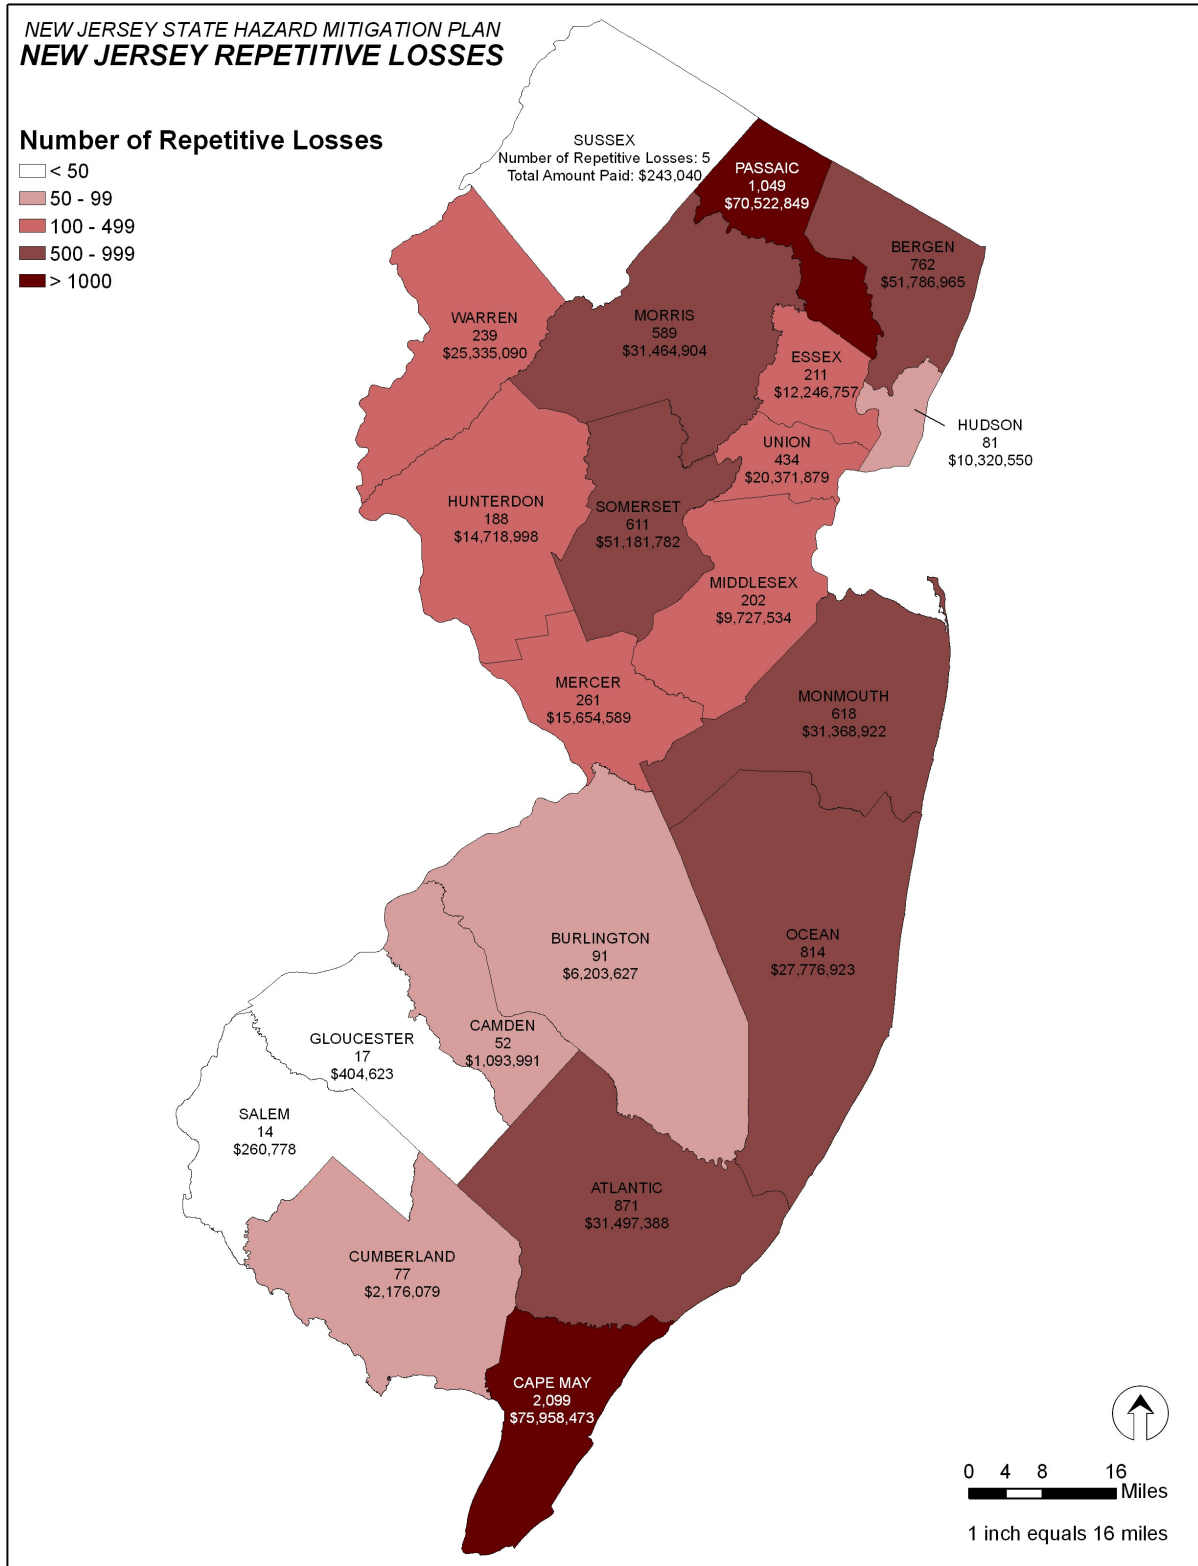 NEW JERSEY STATE HAZARD MITIGATION PLAN
NEW JERSEY REPETITIVE LOSSES
Number of Repetitive Losses
< 50
50 - 99
100 - 499
500 - 999
> 1000
SUSSEX
Number of Repetitive Losses: 5
Total Amount Paid: $243,040
PASSAIC
1,049
$70,522,849
BERGEN
762
$51,786,965
WARREN
239
$25,335,090
MORRIS
589
$31,464,904
ESSEX
211
$12,246,757
HUDSON
81
$10,320,550
UNION
434
$20,371,879
HUNTERDON
188
$14,718,998
SOMERSET
611
$51,181,782
MIDDLESEX
202
$9,727,534
MERCER
261
$15,654,589
MONMOUTH
618
$31,368,922
BURLINGTON
91
$6,203,627
OCEAN
814
$27,776,923
CAMDEN
52
$1,093,991
GLOUCESTER
17
$404,623
SALEM
14
$260,778
ATLANTIC
871
$31,497,388
CUMBERLAND
77
$2,176,079
CAPE MAY
2,099
$75,958,473
0 4 8 16
Miles
1 inch equals 16 miles